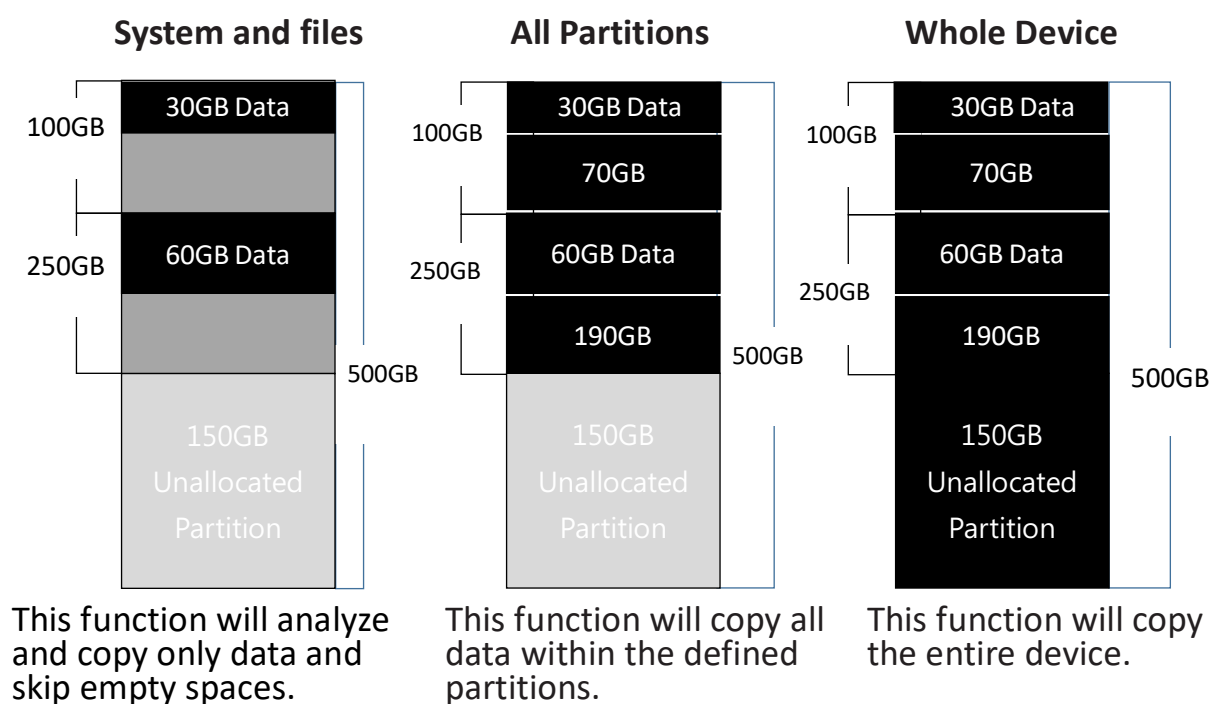 System and files
100GB
30GB Data
250GB
60GB Data
500GB
150GB
Unallocated
Partition
This function will analyze
and copy only data and
skip empty spaces.
All Partitions
100GB
30GB Data
70GB
250GB
60GB Data
190GB
500GB
150GB
Unallocated
Partition
This function will copy all
data within the defined
partitions.
Whole Device
100GB
30GB Data
70GB
250GB
60GB Data
190GB
500GB
150GB
Unallocated
Partition
This function will copy
the entire device.